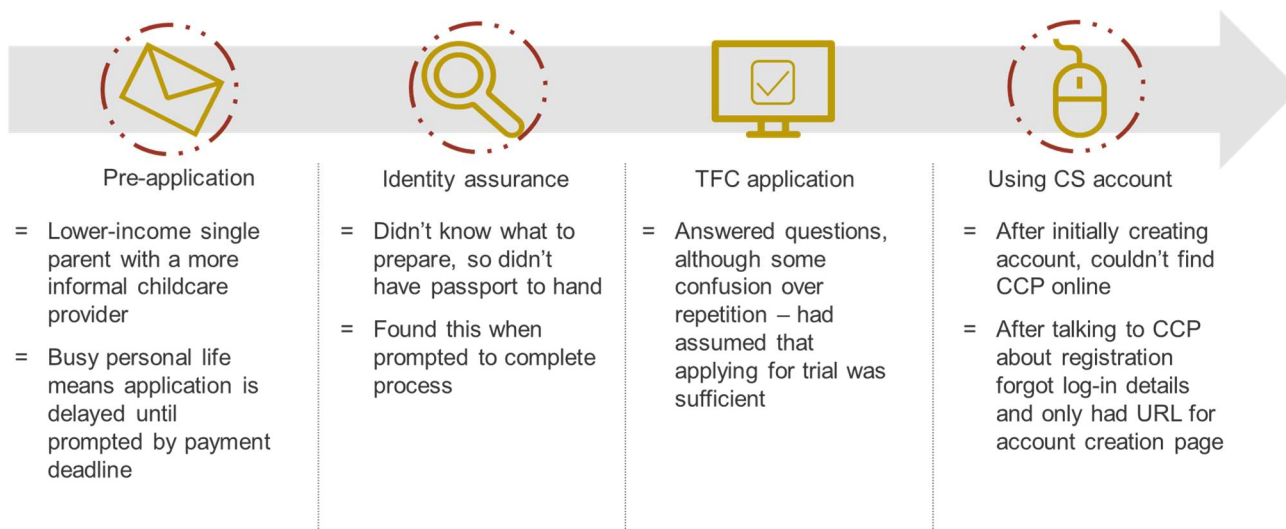 Pre-application
= Lower-income single
parent with a more
informal childcare
provider
= Busy personal life
means application is
delayed until
prompted by payment
deadline
Identity assurance
= Didn’t know what to
prepare, so didn’t
have passport to hand
= Found this when
prompted to complete
process
TFC application
= Answered questions,
although some
confusion over
repetition – had
assumed that
applying for trial was
sufficient
Using CS account
= After initially creating
account, couldn’t find
CCP online
= After talking to CCP
about registration
forgot log-in details
and only had URL for
account creation page